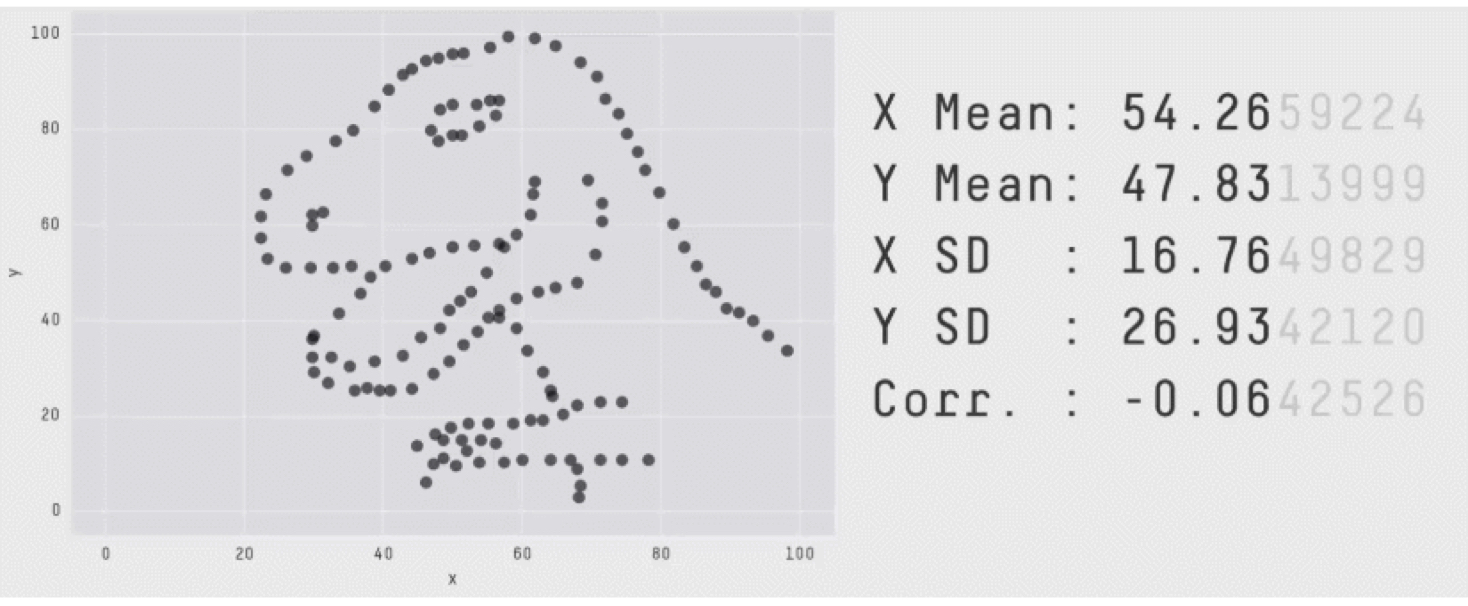 100
80
60
40
20
0
y
0 20 40 60 80 100
x
X Mean: 54.2659224
Y Mean: 47.8313999
X SD : 16.7649829
Y SD : 26.9342120
Corr. : -0.0642526